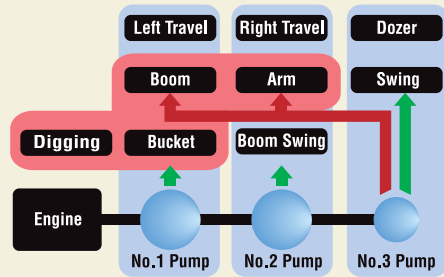 Left Travel
Right Travel
Dozer
Boom
Arm
Swing
Digging
Bucket
Boom Swing
Engine
No.1 Pump
No.2 Pump
No.3 Pump